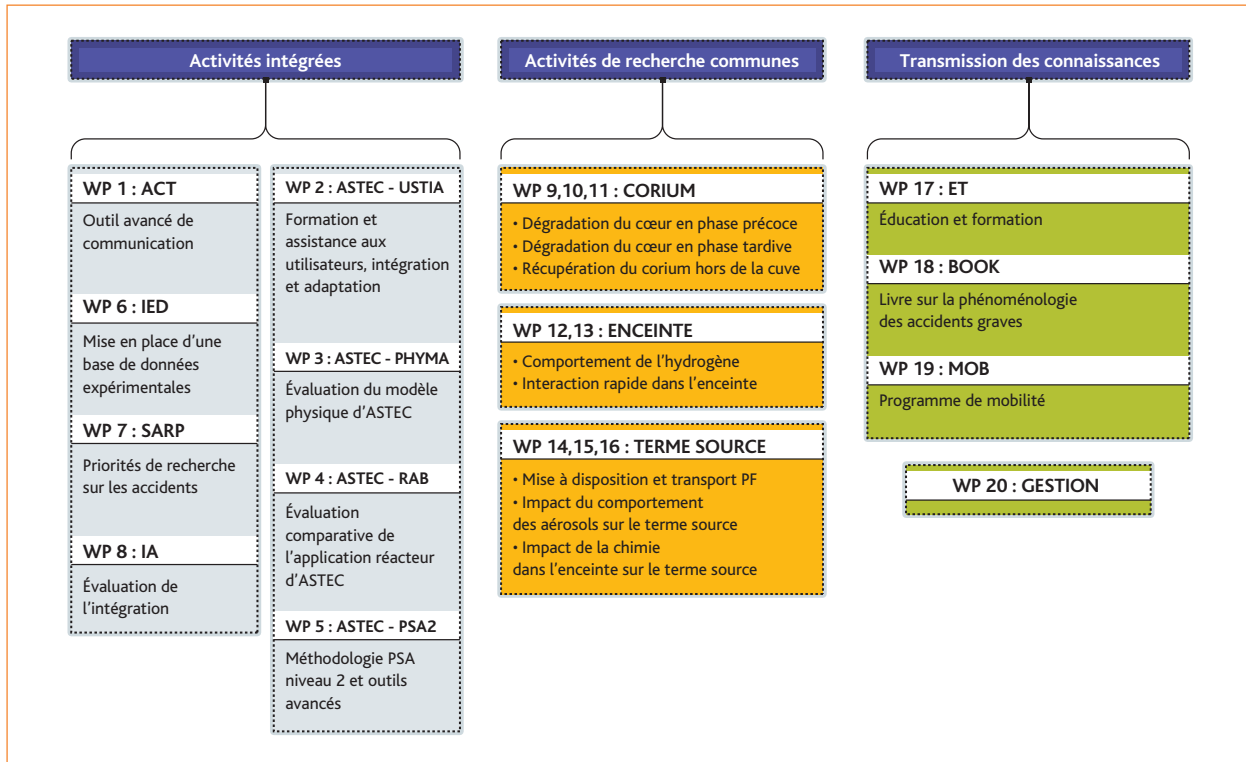 Activités intégrées
WP 1 : ACT
Outil avancé de
communication
WP 6 : IED
Mise en place d'une
base de données
expérimentales
WP 7 : SARP
Priorités de recherche
sur les accidents
WP 8 : IA
Évaluation de
l'intégration
WP 2 : ASTEC - USTIA
Formation et
assistance aux
utilisateurs, intégration
et adaptation
WP 3 : ASTEC - PHYMA
Évaluation du modèle
physique d'ASTEC
WP 4 : ASTEC - RAB
Évaluation
comparative de
l'application réacteur
d'ASTEC
WP 5 : ASTEC - PSA2
Méthodologie PSA
niveau 2 et outils
avancés
Activités de recherche communes
WP 9,10,11 : CORIUM
• Dégradation du cœur en phase précoce
• Dégradation du cœur en phase tardive
• Récupération du corium hors de la cuve
WP 12,13 : ENCEINTE
• Comportement de l'hydrogène
• Interaction rapide dans l'enceinte
WP 14,15,16 : TERME SOURCE
• Mise à disposition et transport PF
• Impact du comportement
des aérosols sur le terme source
• Impact de la chimie
dans l'enceinte sur le terme source
Transmission des connaissances
WP 17 : ET
Éducation et formation
WP 18 : BOOK
Livre sur la phénoménologie
des accidents graves
WP 19 : MOB
Programme de mobilité
WP 20 : GESTION